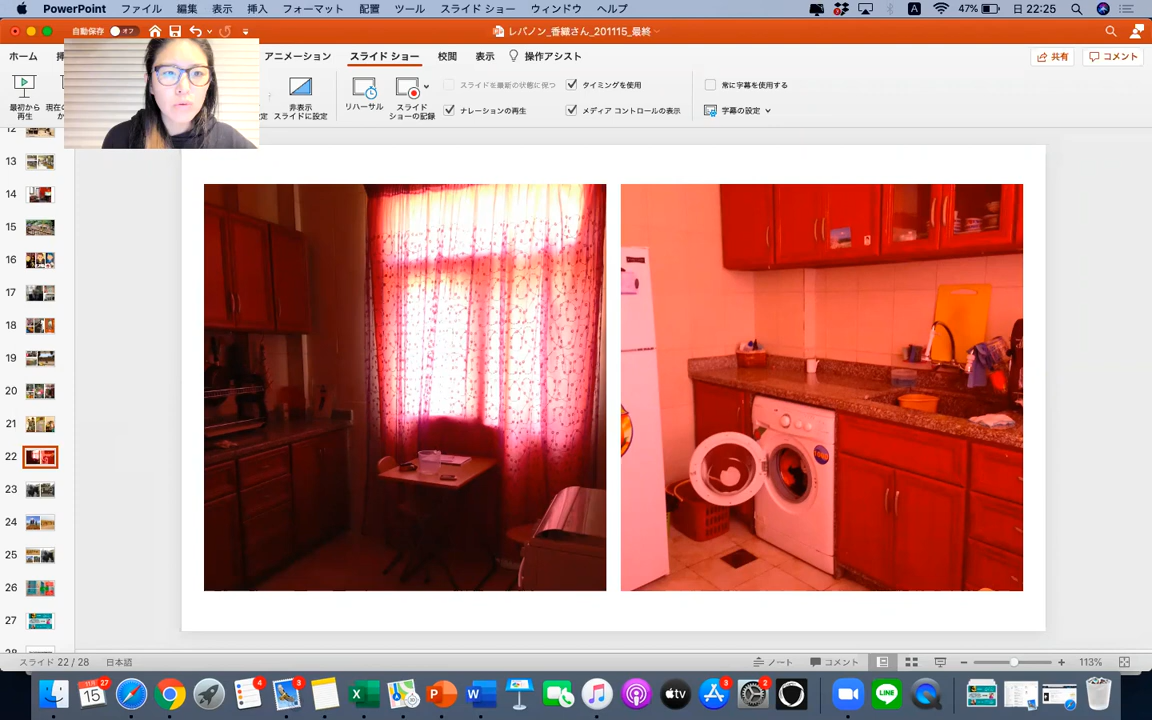 PowerPoint ファイル 編集 表示 挿入 フォーマット 配置 ツール スライド ショー ウィンドウ ヘルプ 47% 日 22:25
自動保存 オフ レバノン_香織さん_201115_最終
ホーム アニメーション スライド ショー 校閲 表示 操作アシスト 共有 コメント
最初から
再生
非表示
スライドに設定
リハーサル
スライド
ショーの記録
スライドを最新の状態に保つ タイミングを使用 常に字幕を使用する
ナレーションの再生 メディア コントロールの表示 字幕の設定
13
14
15
16
17
18
19
20
21
22
23
24
25
26
27
スライド 22 / 28 日本語 ノート コメント 113%